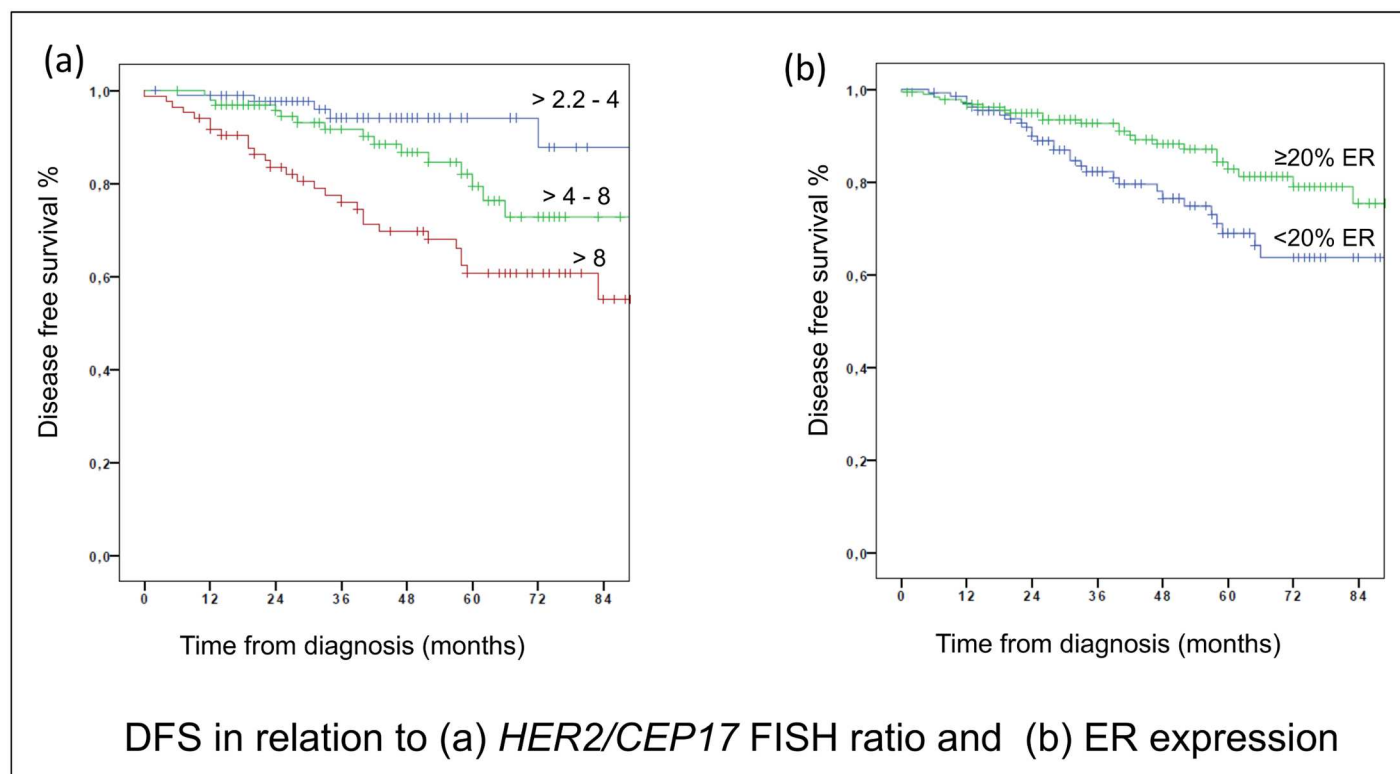 (a)
Disease free survival %
1,0
0,8
0,6
0,4
0,2
0,0
> 2.2 - 4
> 4 - 8
> 8
0 12 24 36 48 60 72 84
Time from diagnosis (months)
(b)
Disease free survival %
1,0
0,8
0,6
0,4
0,2
0,0
≥20% ER
<20% ER
0 12 24 36 48 60 72 84
Time from diagnosis (months)
DFS in relation to (a) HER2/CEP17 FISH ratio and (b) ER expression